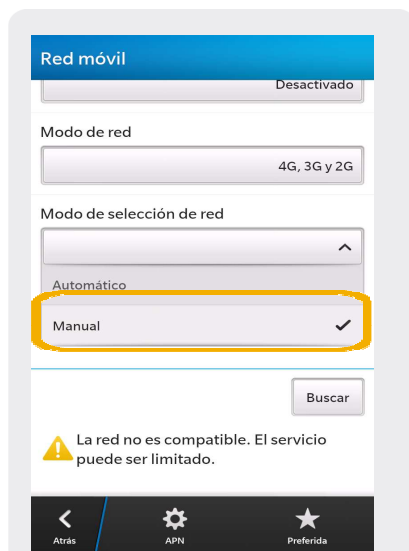 Red móvil
Desactivado
Modo de red
4G, 3G y 2G
Modo de selección de red
Automático
Manual
Buscar
La red no es compatible. El servicio
puede ser limitado.
Atrás
APN
Preferida